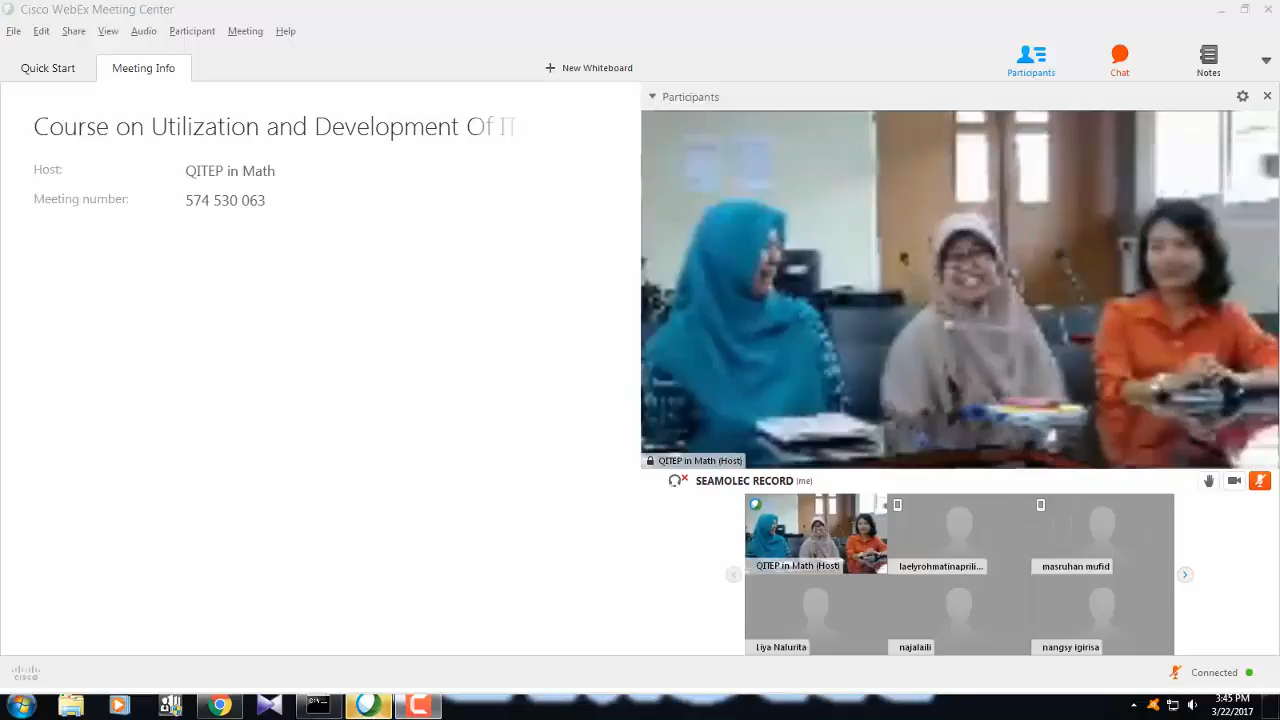 Cisco WebEx Meeting Center
File Edit Share View Audio Participant Meeting Help
Quick Start
Meeting Info
New Whiteboard
Participants
Chat
Notes
Participants
Course on Utilization and Development Of IT
Host: QITEP in Math
Meeting number: 574 530 063
QITEP in Math (Host)
SEAMOLEC RECORD (me)
QITEP in Math (Host)
laelyrohmatinaprili...
masruhan mufid
Liya Nalurita
najalaili
nangsy igirisa
cisco
Connected
3:45 PM
3/22/2017